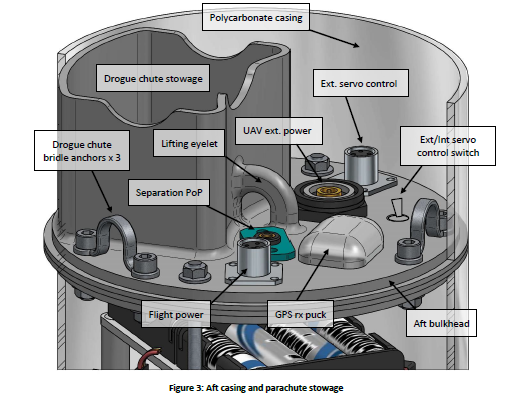 Polycarbonate casing
Drogue chute stowage
Ext. servo control
UAV ext. power
Drogue chute
bridle anchors x 3
Lifting eyelet
Ext/Int servo
control switch
Separation PoP
Flight power
GPS rx puck
Aft bulkhead
Figure 3: Aft casing and parachute stowage